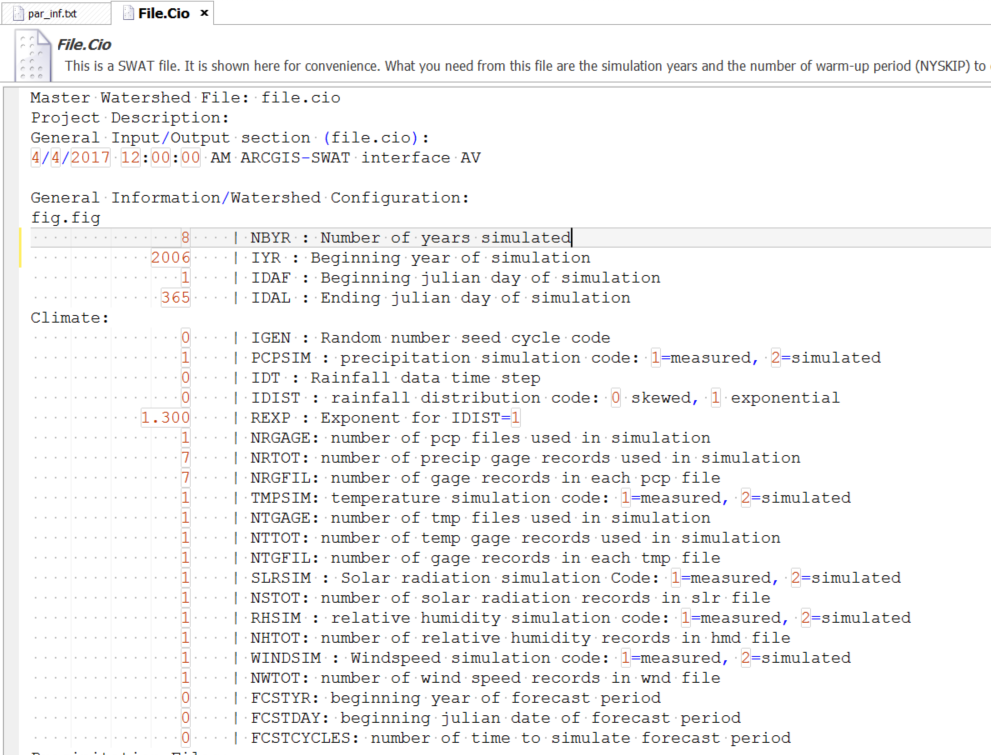 par_inf.txt
File.Cio
File.Cio
This is a SWAT file. It is shown here for convenience. What you need from this file are the simulation years and the number of warm-up period (NYSKIP) to
Master Watershed File: file.cio
Project Description:
General Input/Output section (file.cio):
4/4/2017 12:00:00 AM ARCGIS-SWAT interface AV
General Information/Watershed Configuration:
fig.fig
8 | NBYR : Number of years simulated
2006 | IYR : Beginning year of simulation
1 | IDAF : Beginning julian day of simulation
365 | IDAL : Ending julian day of simulation
Climate:
0 | IGEN : Random number seed cycle code
1 | PCPSIM : precipitation simulation code: 1=measured, 2=simulated
0 | IDT : Rainfall data time step
0 | IDIST : rainfall distribution code: 0 skewed, 1 exponential
1.300 | REXP : Exponent for IDIST=1
1 | NRGAGE: number of pcp files used in simulation
7 | NRTOT: number of precip gage records used in simulation
7 | NRGFIL: number of gage records in each pcp file
1 | TMPSIM: temperature simulation code: 1=measured, 2=simulated
1 | NTGAGE: number of tmp files used in simulation
1 | NTTOT: number of temp gage records used in simulation
1 | NTGFIL: number of gage records in each tmp file
1 | SLRSIM : Solar radiation simulation Code: 1=measured, 2=simulated
1 | NSTOT: number of solar radiation records in slr file
1 | RHSIM : relative humidity simulation code: 1=measured, 2=simulated
1 | NHTOT: number of relative humidity records in hmd file
1 | WINDSIM : Windspeed simulation code: 1=measured, 2=simulated
1 | NWTOT: number of wind speed records in wnd file
0 | FCSTYR: beginning year of forecast period
0 | FCSTDAY: beginning julian date of forecast period
0 | FCSTCYCLES: number of time to simulate forecast period